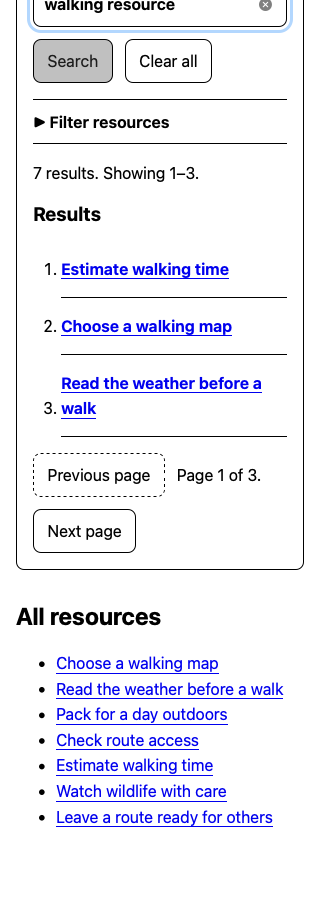 walking resource
Search
Clear all
Filter resources
7 results. Showing 1–3.
Results
1. Estimate walking time
2. Choose a walking map
3. Read the weather before a
walk
Previous page
Page 1 of 3.
Next page
All resources
• Choose a walking map
• Read the weather before a walk
• Pack for a day outdoors
• Check route access
• Estimate walking time
• Watch wildlife with care
• Leave a route ready for others